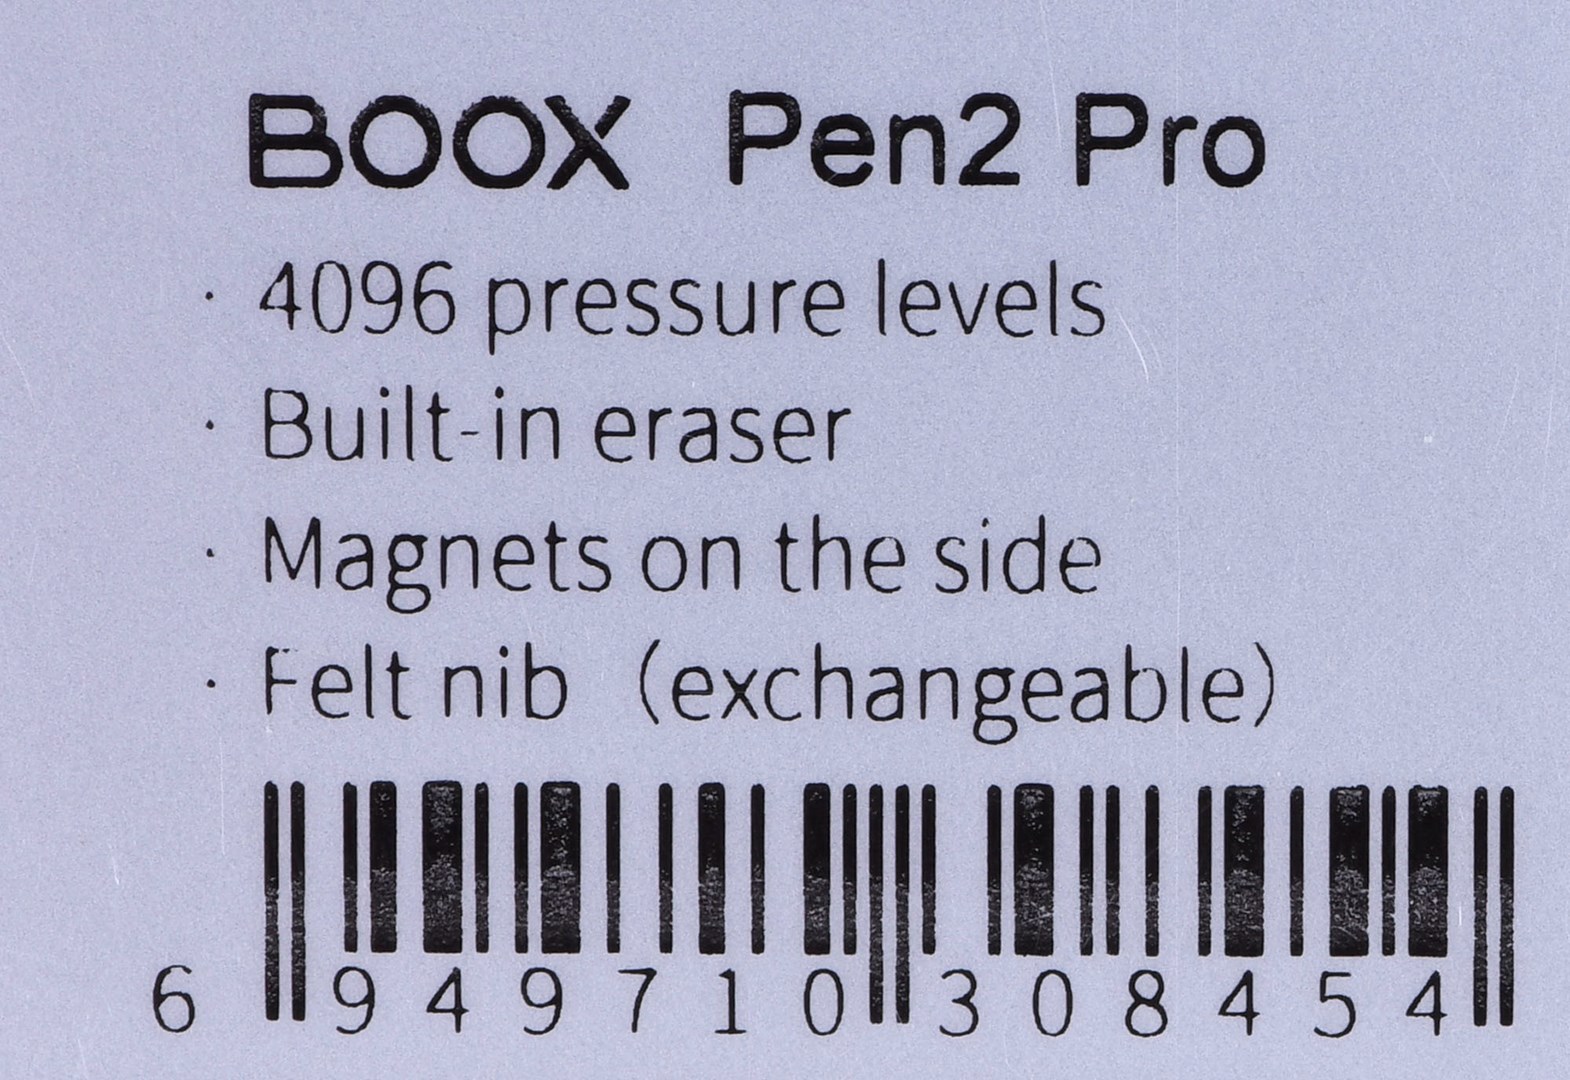 BOOX Pen2 Pro
· 4096 pressure levels
· Built-in eraser
· Magnets on the side
· Felt nib （exchangeable）
6 949710 308454